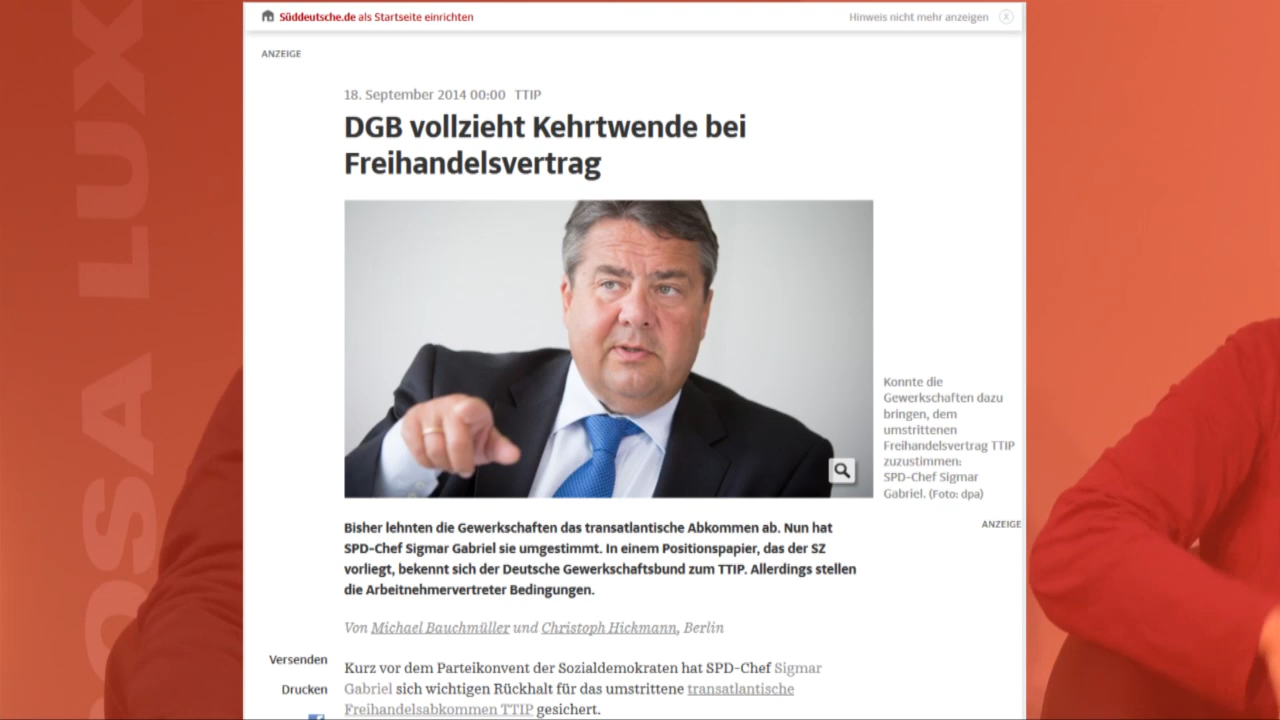 Süddeutsche.de als Startseite einrichten
Hinweis nicht mehr anzeigen
X
ANZEIGE
18. September 2014 00:00 TTIP
DGB vollzieht Kehrtwende bei
Freihandelsvertrag
Konnte die
Gewerkschaften dazu
bringen, dem
umstrittenen
Freihandelsvertrag TTIP
zuzustimmen:
SPD-Chef Sigmar
Gabriel. (Foto: dpa)
ANZEIGE
Bisher lehnten die Gewerkschaften das transatlantische Abkommen ab. Nun hat
SPD-Chef Sigmar Gabriel sie umgestimmt. In einem Positionspapier, das der SZ
vorliegt, bekennt sich der Deutsche Gewerkschaftsbund zum TTIP. Allerdings stellen
die Arbeitnehmervertreter Bedingungen.
Von Michael Bauchmüller und Christoph Hickmann, Berlin
Versenden
Drucken
Kurz vor dem Parteikonvent der Sozialdemokraten hat SPD-Chef Sigmar
Gabriel sich wichtigen Rückhalt für das umstrittene transatlantische
Freihandelsabkommen TTIP gesichert.
OSA LUX